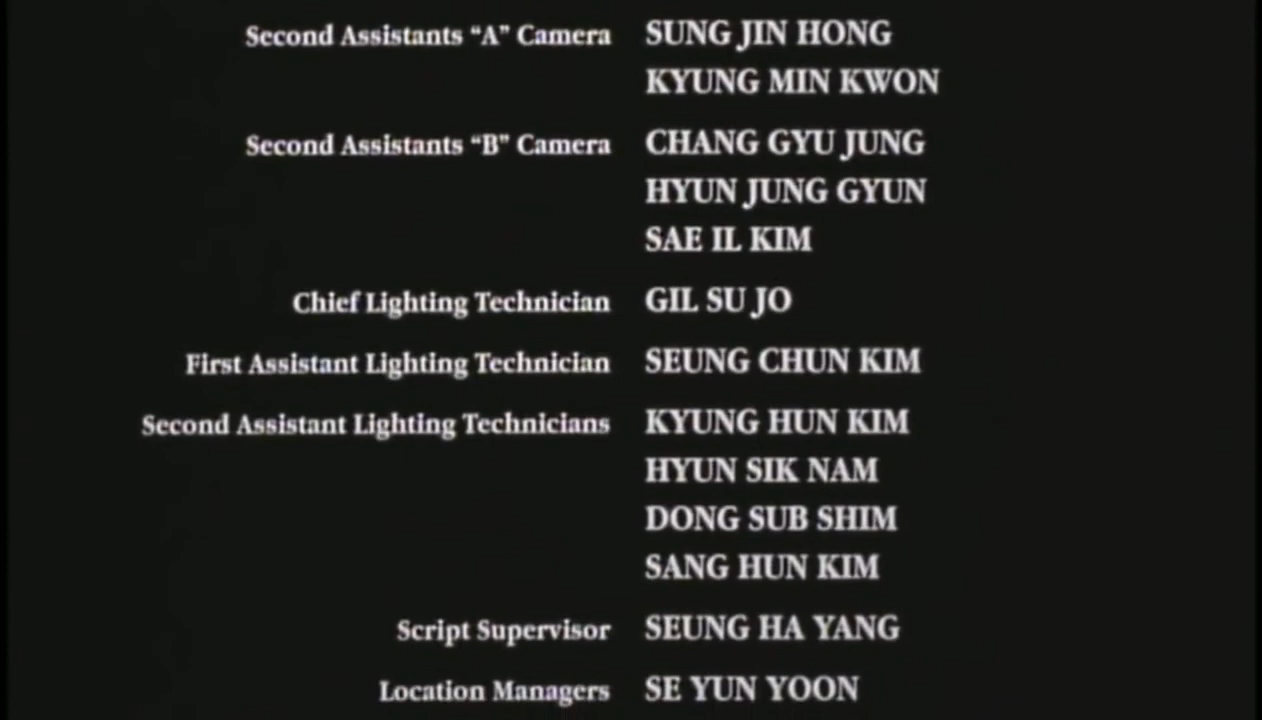 Second Assistants “A” Camera SUNG JIN HONG
KYUNG MIN KWON
Second Assistants “B” Camera CHANG GYU JUNG
HYUN JUNG GYUN
SAE IL KIM
Chief Lighting Technician GIL SU JO
First Assistant Lighting Technician SEUNG CHUN KIM
Second Assistant Lighting Technicians KYUNG HUN KIM
HYUN SIK NAM
DONG SUB SHIM
SANG HUN KIM
Script Supervisor SEUNG HA YANG
Location Managers SE YUN YOON